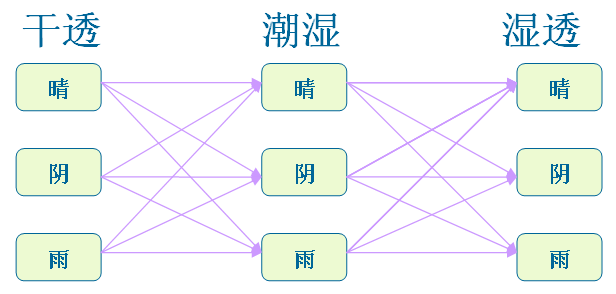 干透 潮湿 湿透
晴 晴 晴
阴 阴 阴
雨 雨 雨